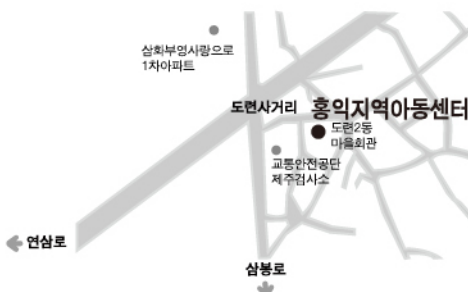 삼화부영사랑으로
1차아파트
도련사거리
홍익지역아동센터
도련2동
마을회관
교통안전공단
제주검사소
연삼로
삼봉로